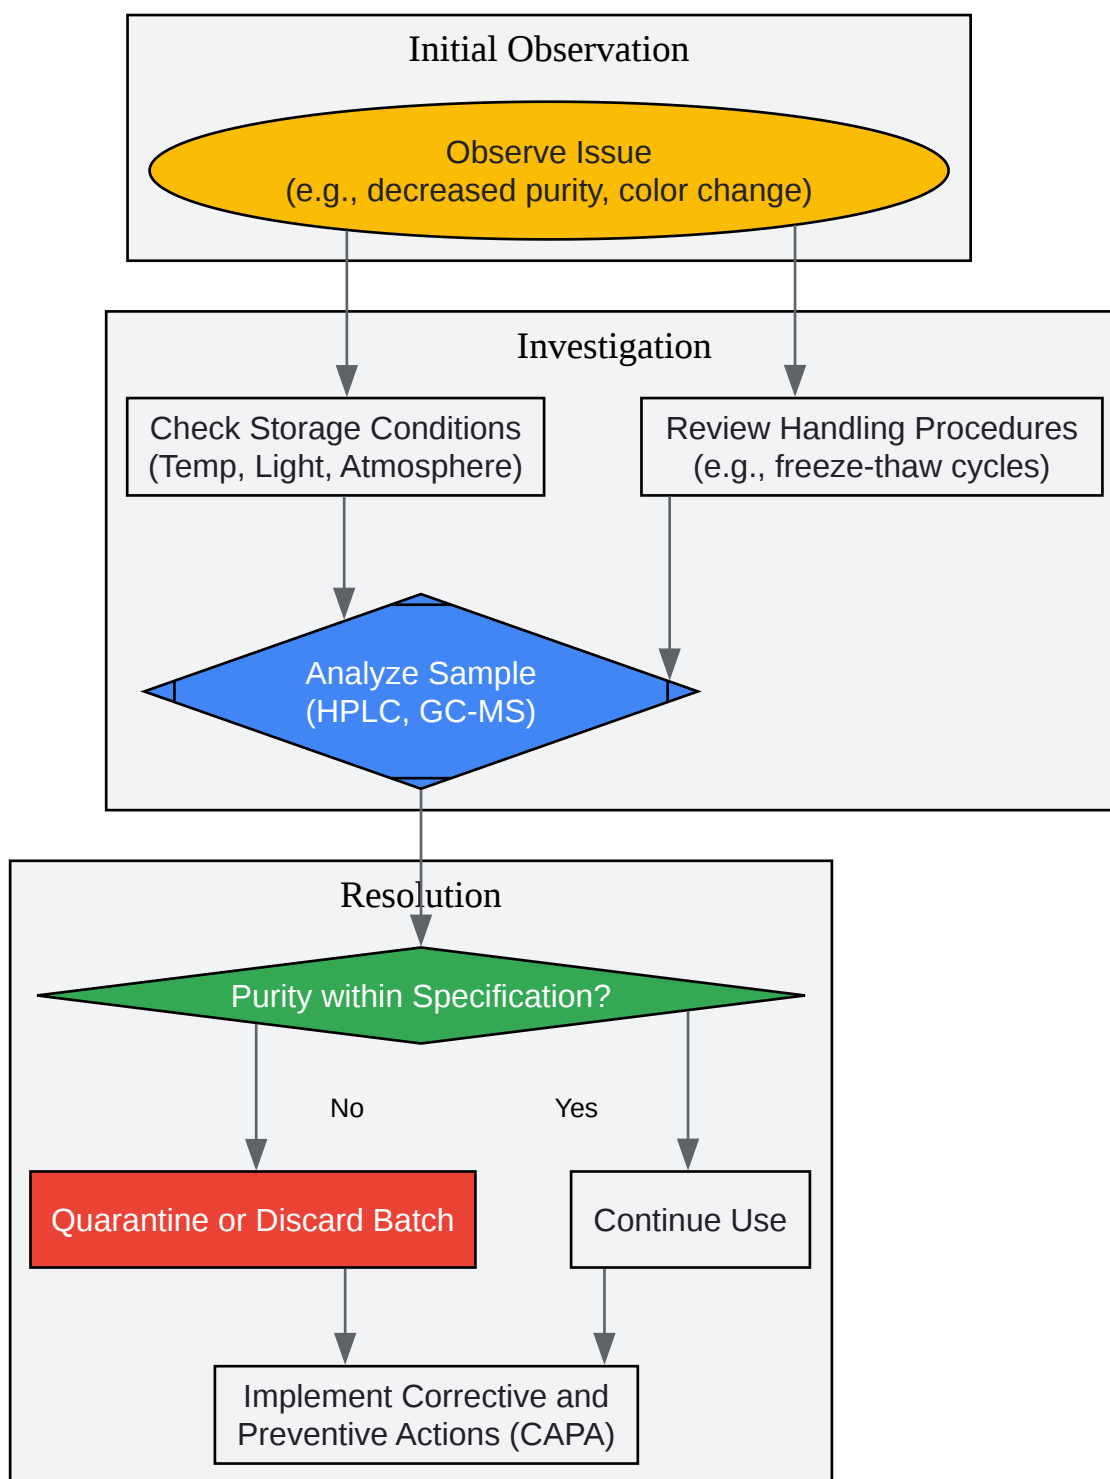 Initial Observation
Observe Issue
(e.g., decreased purity, color change)
Investigation
Check Storage Conditions
(Temp, Light, Atmosphere)
Review Handling Procedures
(e.g., freeze-thaw cycles)
Analyze Sample
(HPLC, GC-MS)
Resolution
Purity within Specification?
No
Yes
Quarantine or Discard Batch
Continue Use
Implement Corrective and
Preventive Actions (CAPA)